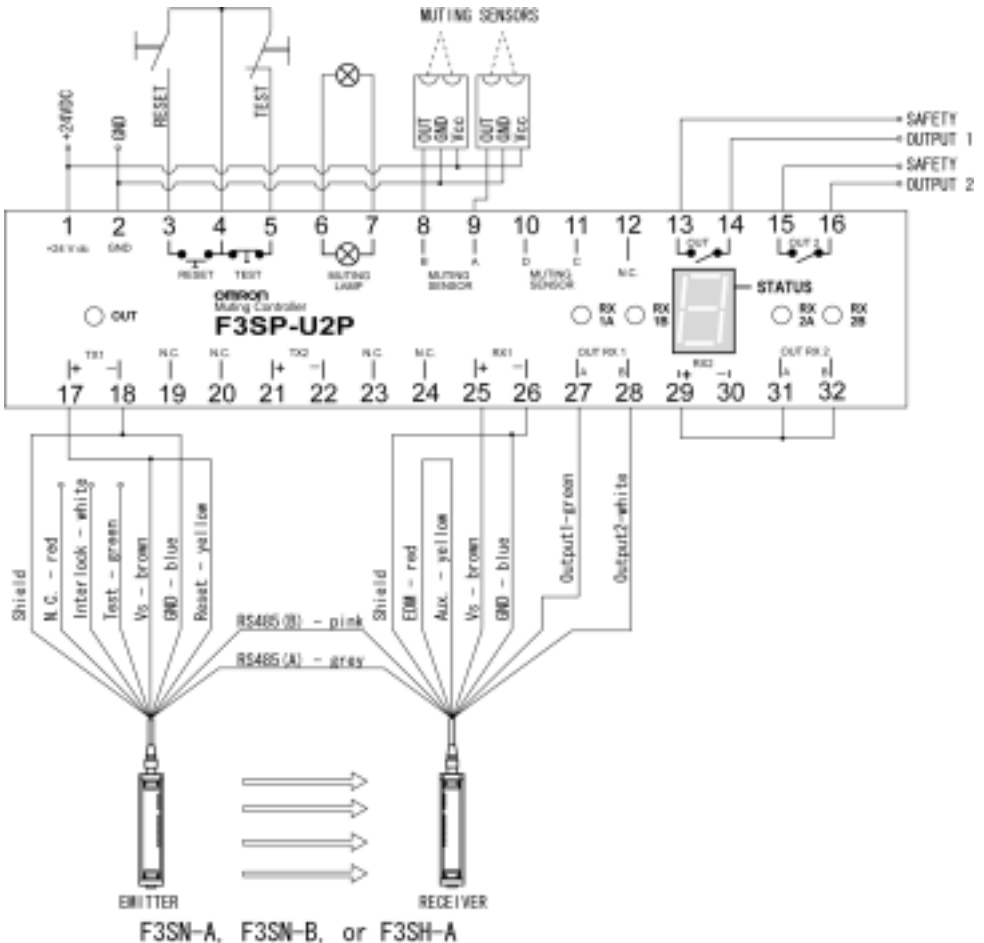 MUTING SENSORS
+24VDC
GND
RESET
TEST
OUT
GND
Vcc
OUT
GND
Vcc
SAFETY
OUTPUT 1
SAFETY
OUTPUT 2
1 2 3 4 5 6 7 8 9 10 11 12 13 14 15 16
+24 V dc
GND
RESET
TEST
MUTING
LAMP
B
A
MUTING
SENSOR
D
C
MUTING
SENSOR
N.C.
OUT
OUT 2
OMRON
Muting Controller
F3SP-U2P
OUT
RX
1A
RX
1B
STATUS
RX
2A
RX
2B
TX1
+ -
N.C.
N.C.
TX2
+ -
N.C.
N.C.
RX1
+ -
OUT RX 1
A B
RX2
+ -
OUT RX 2
A B
17 18 19 20 21 22 23 24 25 26 27 28 29 30 31 32
Shield
N.C. - red
Interlook - white
Test - green
Vs - brown
GND - blue
Reset - yellow
RS485(B) - pink
RS485(A) - grey
Shield
EDM - red
Aux. - yellow
Vs - brown
GND - blue
Output1-green
Output2-white
EMITTER
RECEIVER
F3SN-A, F3SN-B, or F3SH-A